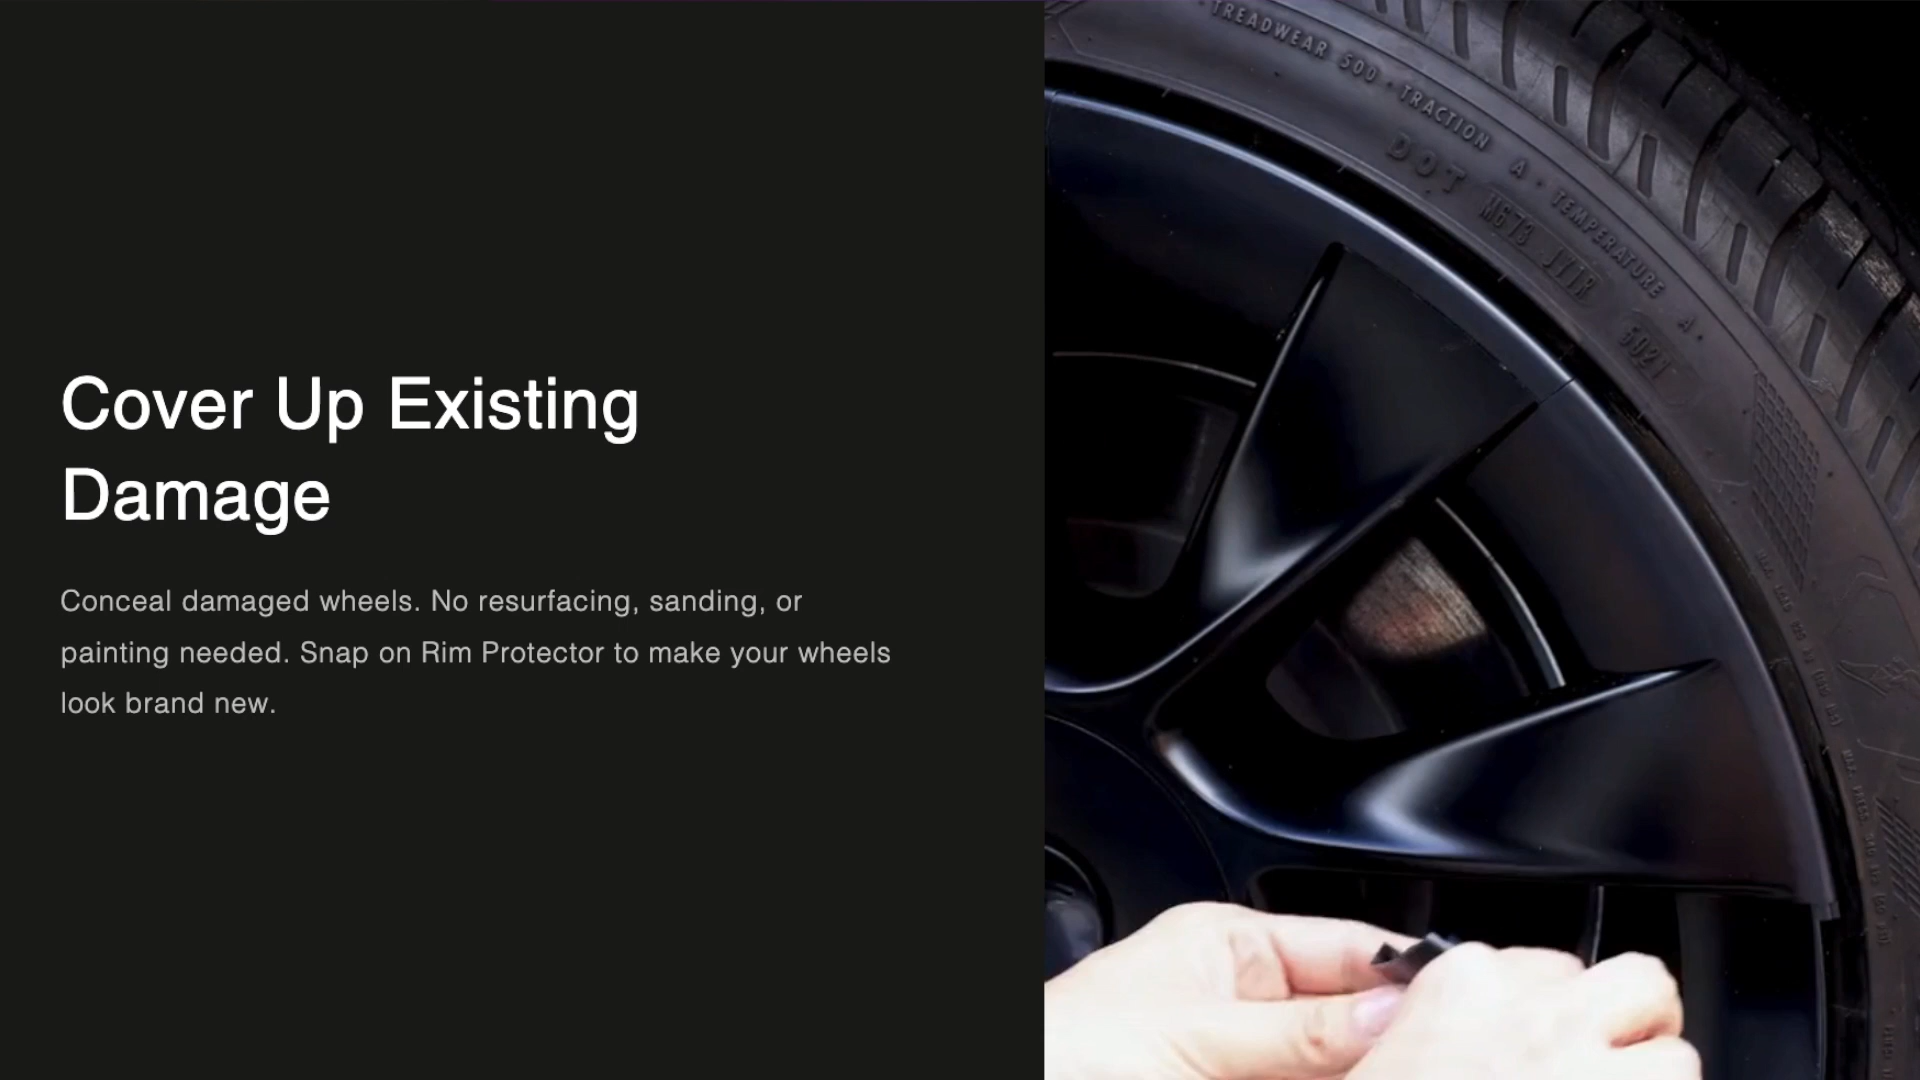 Cover Up Existing
Damage
Conceal damaged wheels. No resurfacing, sanding, or
painting needed. Snap on Rim Protector to make your wheels
look brand new.
TREADWEAR 500 · TRACTION A · TEMPERATURE A ·
DOT